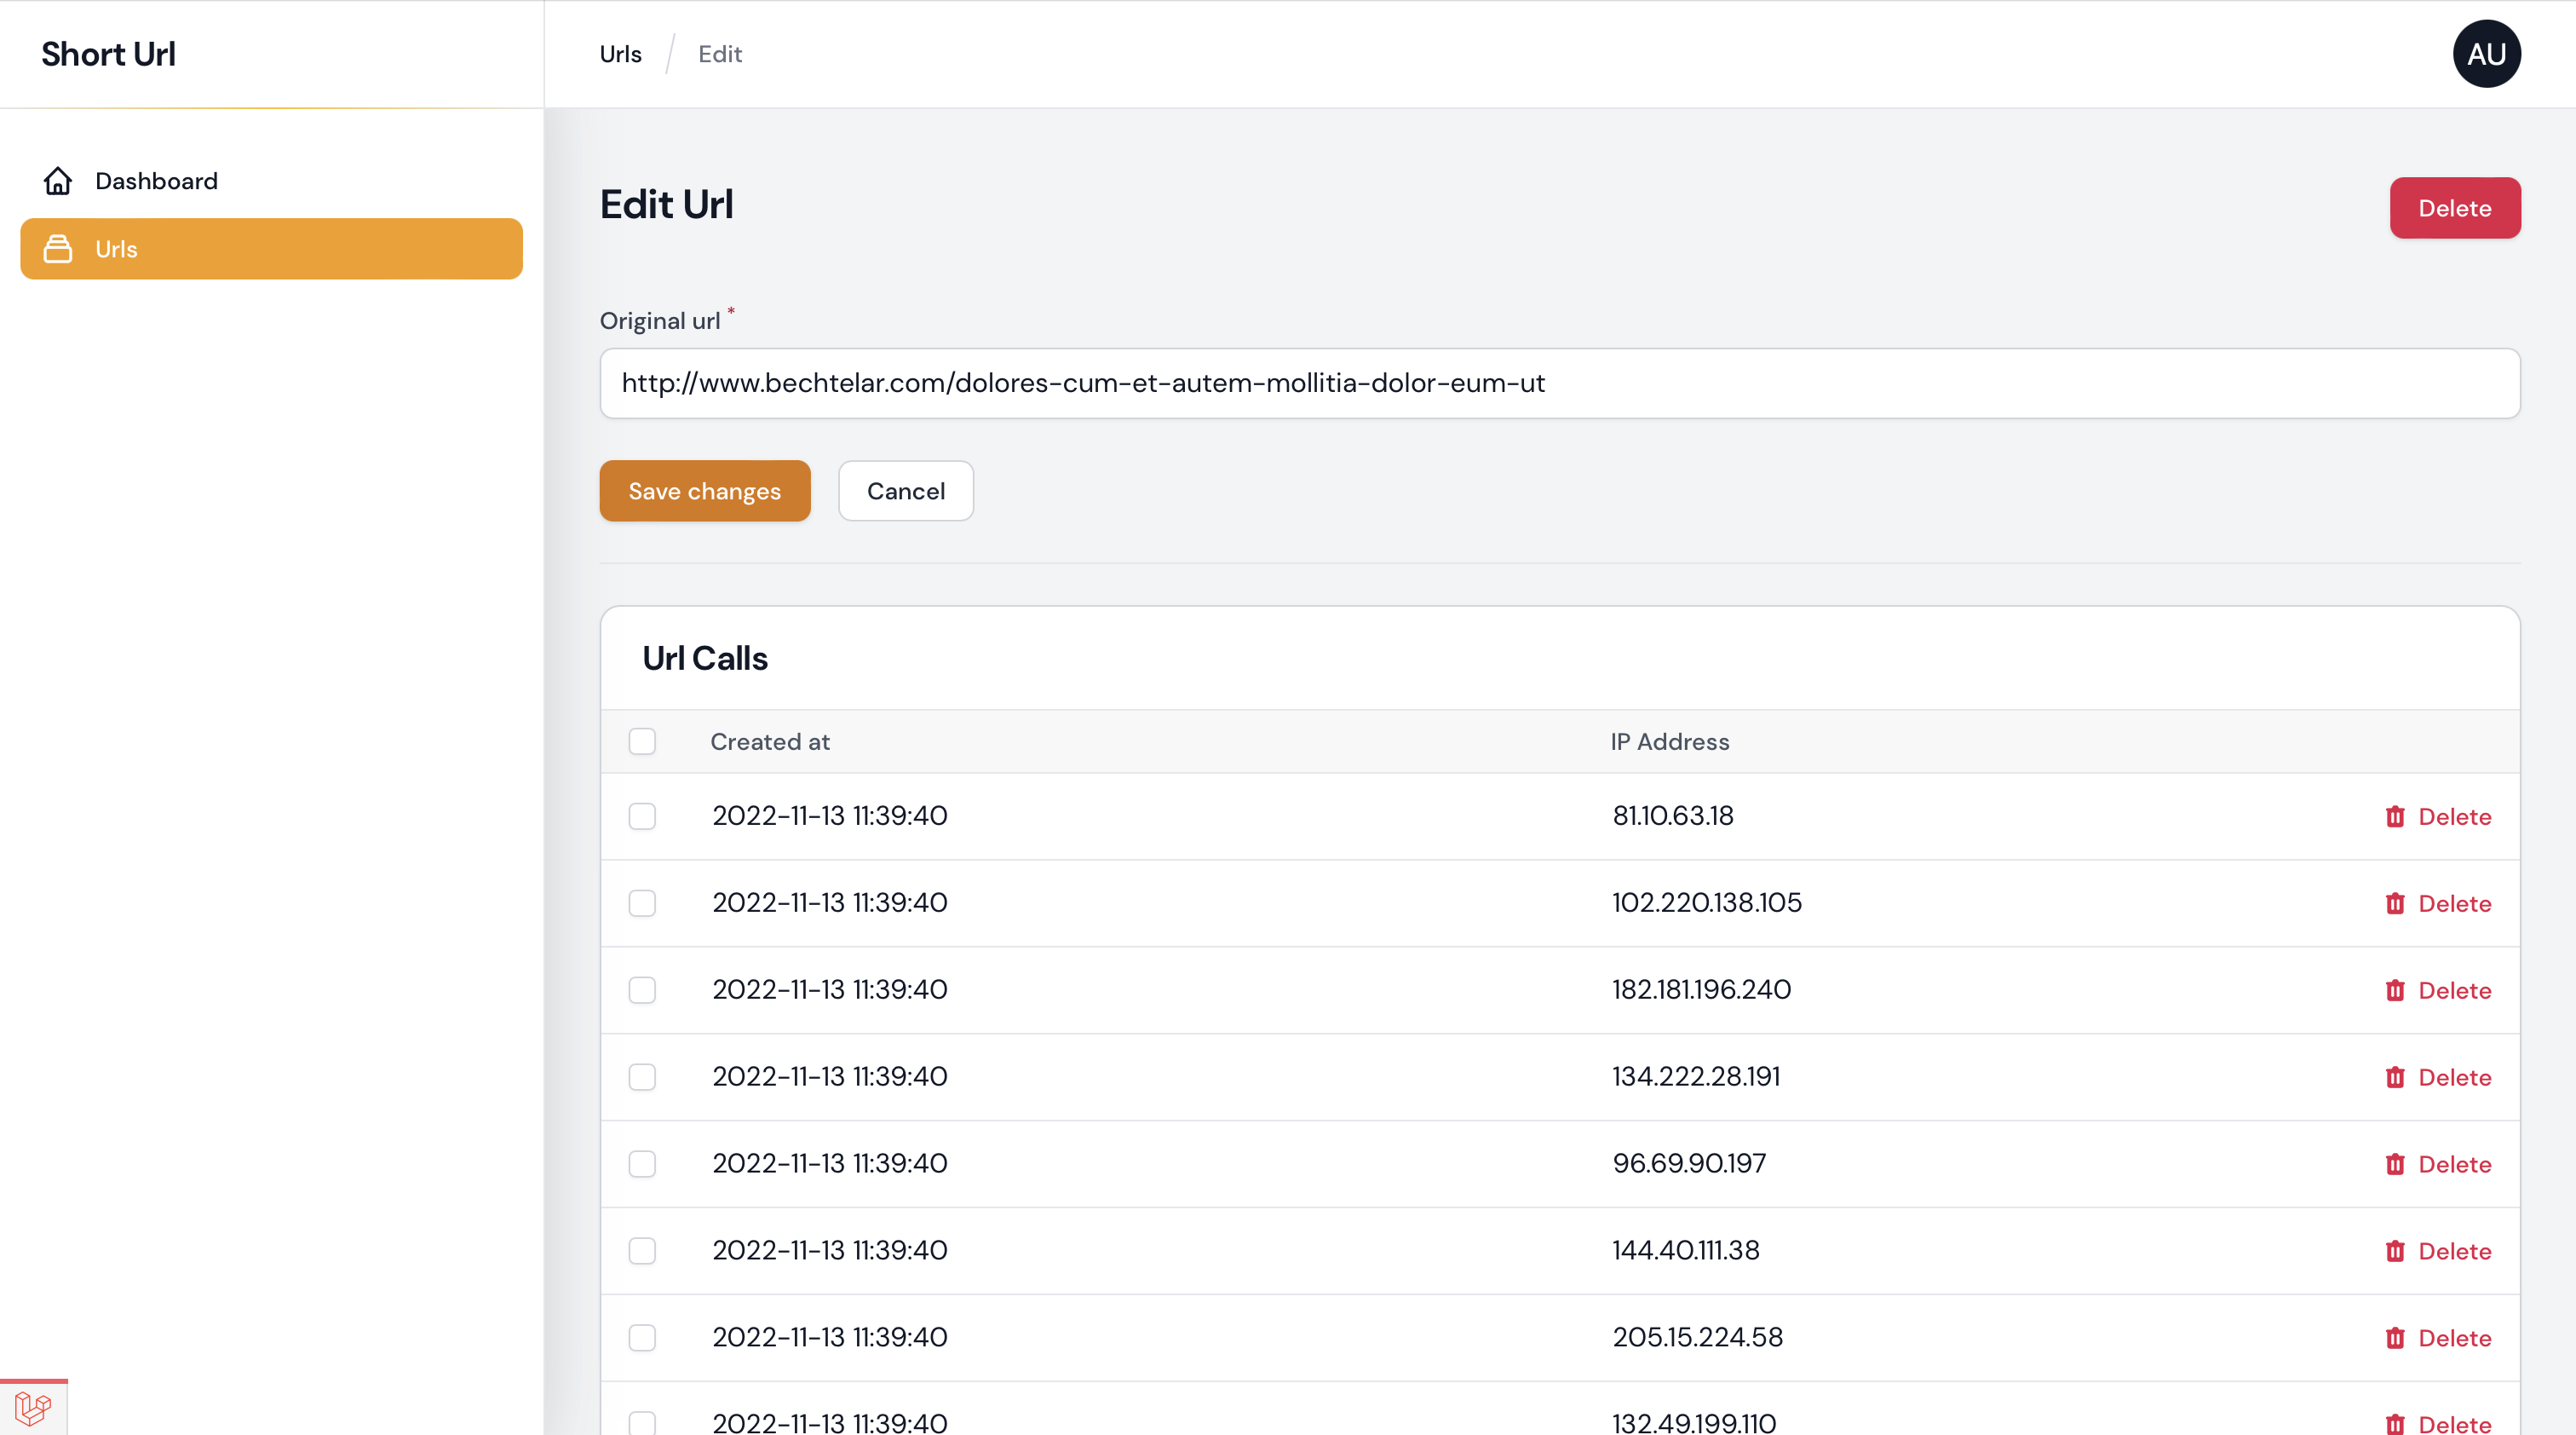 Short Url
Urls / Edit
AU
Dashboard
Urls
Edit Url
Delete
Original url *
http://www.bechtelar.com/dolores-cum-et-autem-mollitia-dolor-eum-ut
Save changes Cancel
Url Calls
Created at IP Address
2022-11-13 11:39:40 81.10.63.18 Delete
2022-11-13 11:39:40 102.220.138.105 Delete
2022-11-13 11:39:40 182.181.196.240 Delete
2022-11-13 11:39:40 134.222.28.191 Delete
2022-11-13 11:39:40 96.69.90.197 Delete
2022-11-13 11:39:40 144.40.111.38 Delete
2022-11-13 11:39:40 205.15.224.58 Delete
2022-11-13 11:39:40 132.49.199.110 Delete